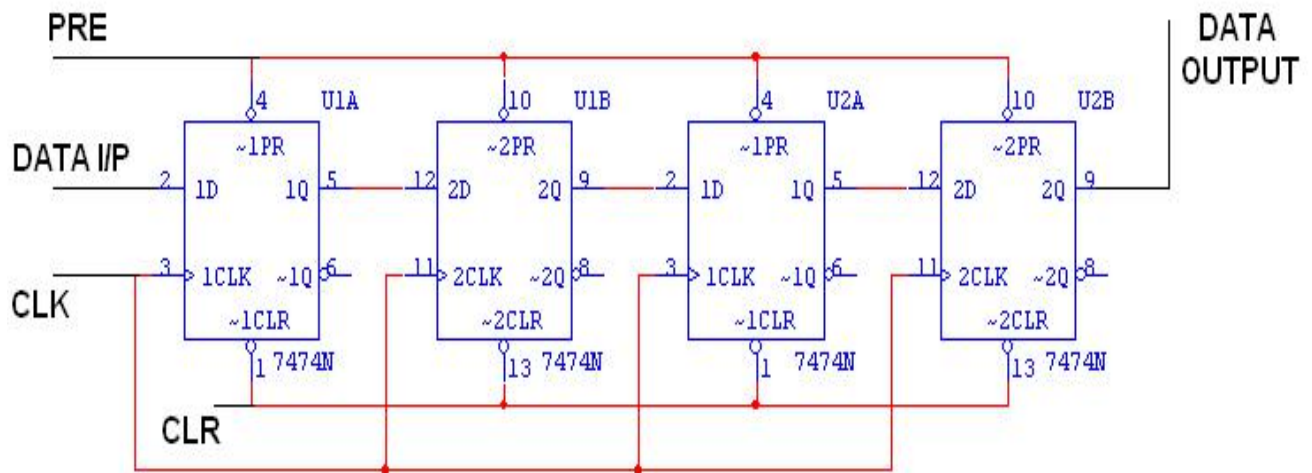 PRE
DATA
OUTPUT
4 U1A
10 U1B
4 U2A
10 U2B
~1PR
~2PR
~1PR
~2PR
DATA I/P
2 1D 1Q 5
12 2D 2Q 9
2 1D 1Q 5
12 2D 2Q 9
CLK
3 1CLK ~1Q 6
11 2CLK ~2Q 8
3 1CLK ~1Q 6
11 2CLK ~2Q 8
~1CLR
~2CLR
~1CLR
~2CLR
1 7474N
13 7474N
1 7474N
13 7474N
CLR